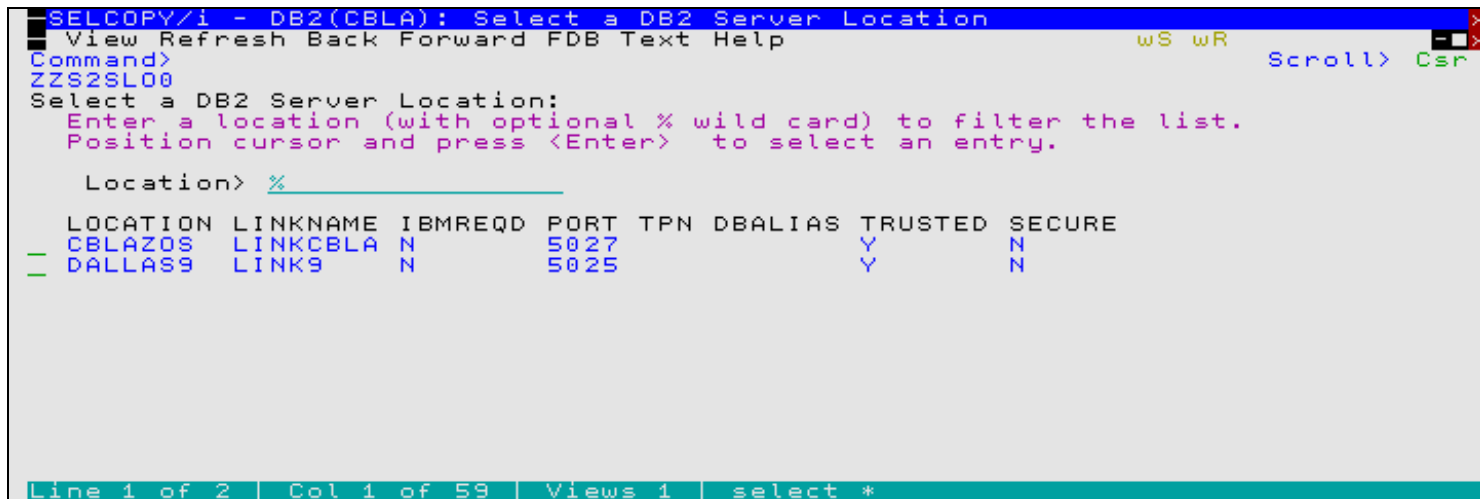 SELCOPY/i - DB2(CBLA): Select a DB2 Server Location
View Refresh Back Forward FDB Text Help wS wR
Command> Scroll> Csr
ZZS2SLO0
Select a DB2 Server Location:
Enter a location (with optional % wild card) to filter the list.
Position cursor and press <Enter> to select an entry.
Location> %
LOCATION LINKNAME IBMREQD PORT TPN DBALIAS TRUSTED SECURE
CBLAZOS LINKCBLA N 5027 Y N
DALLAS9 LINK9 N 5025 Y N
Line 1 of 2 | Col 1 of 59 | Views 1 | select *